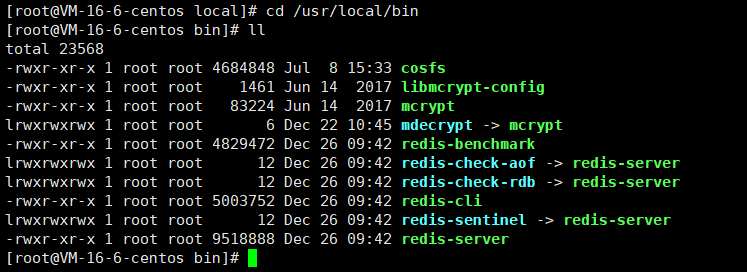 [root@VM-16-6-centos local]# cd /usr/local/bin
[root@VM-16-6-centos bin]# ll
total 23568
-rwxr-xr-x 1 root root 4684848 Jul  8 15:33 cosfs
-rwxr-xr-x 1 root root    1461 Jun 14  2017 libmcrypt-config
-rwxr-xr-x 1 root root   83224 Jun 14  2017 mcrypt
lrwxrwxrwx 1 root root       6 Dec 22 10:45 mdecrypt -> mcrypt
-rwxr-xr-x 1 root root 4829472 Dec 26 09:42 redis-benchmark
lrwxrwxrwx 1 root root      12 Dec 26 09:42 redis-check-aof -> redis-server
lrwxrwxrwx 1 root root      12 Dec 26 09:42 redis-check-rdb -> redis-server
-rwxr-xr-x 1 root root 5003752 Dec 26 09:42 redis-cli
lrwxrwxrwx 1 root root      12 Dec 26 09:42 redis-sentinel -> redis-server
-rwxr-xr-x 1 root root 9518888 Dec 26 09:42 redis-server
[root@VM-16-6-centos bin]#